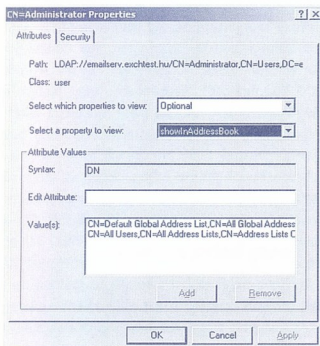 CN=Administrator Properties ? X
Attributes Security
Path: LDAP://emailserv.exchtest.hu/CN=Administrator,CN=Users,DC=e
Class: user
Select which properties to view: Optional
Select a property to view: showInAddressBook
Attribute Values
Syntax: DN
Edit Attribute:
Value(s): CN=Default Global Address List,CN=All Global Address
CN=All Users,CN=All Address Lists,CN=Address Lists C
Add Remove
OK Cancel Apply